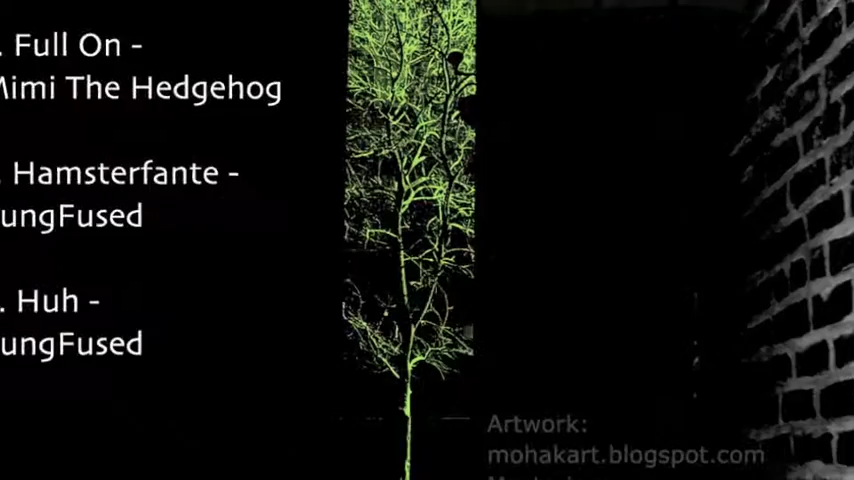 . Full On -
Mimi The Hedgehog
. Hamsterfante -
ungFused
. Huh -
ungFused
Artwork:
mohakart.blogspot.com